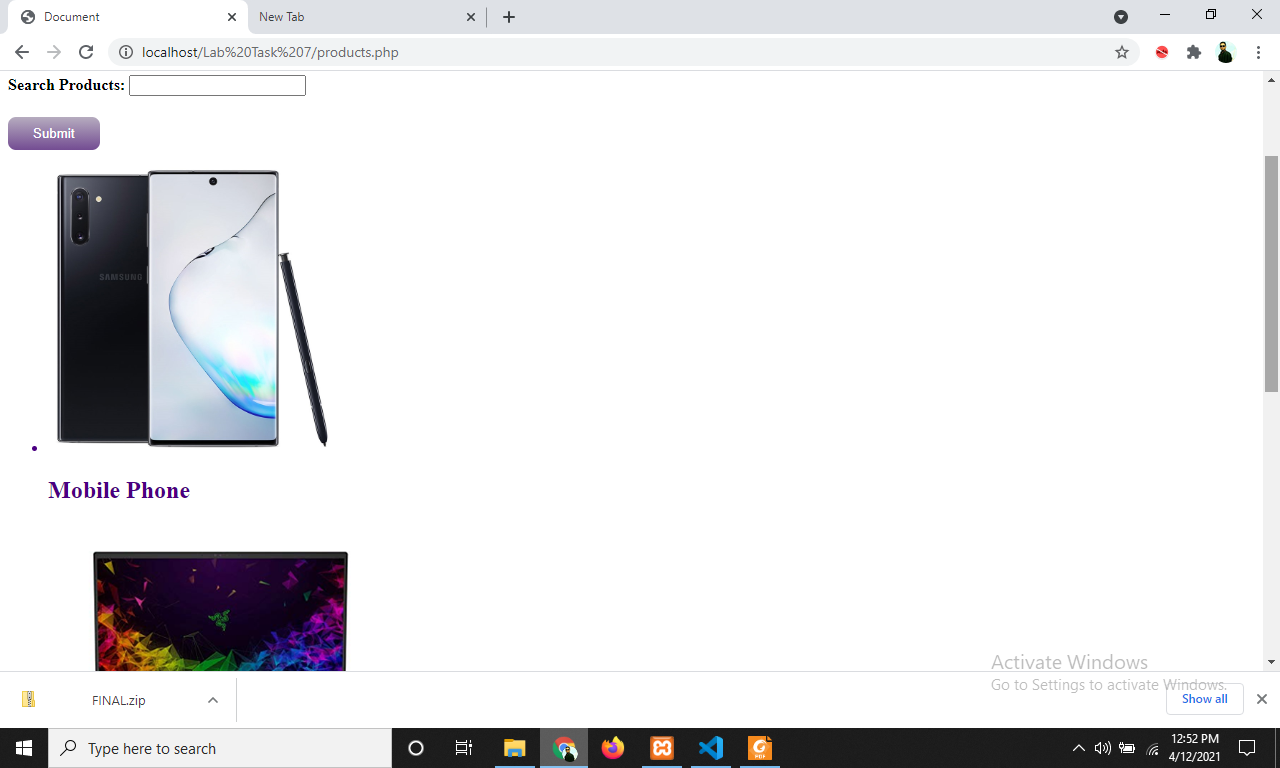 Document
New Tab
localhost/Lab%20Task%207/products.php
Search Products:
Submit
SAMSUNG
Mobile Phone
Activate Windows
Go to Settings to activate Windows.
FINAL.zip
Show all
Type here to search
PDF
12:52 PM
4/12/2021